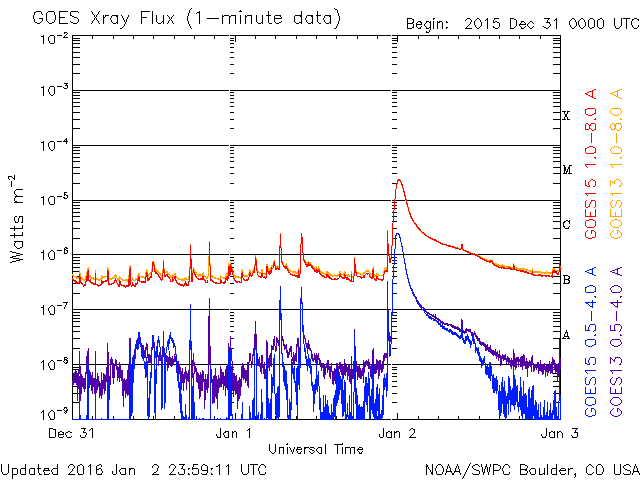 GOES Xray Flux (1-minute data)
Begin: 2015 Dec 31 0000 UTC
Watts m⁻²
10⁻²
10⁻³
10⁻⁴
10⁻⁵
10⁻⁶
10⁻⁷
10⁻⁸
10⁻⁹
X
M
C
B
A
GOES15 1.0-8.0 A
GOES13 1.0-8.0 A
GOES15 0.5-4.0 A
GOES13 0.5-4.0 A
Dec 31
Jan 1
Jan 2
Jan 3
Universal Time
Updated 2016 Jan 2 23:59:11 UTC
NOAA/SWPC Boulder, CO USA